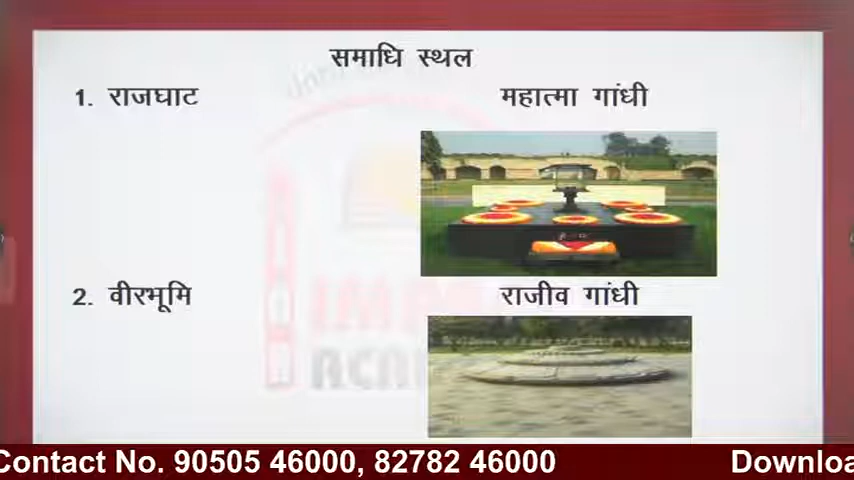 समाधि स्थल
1. राजघाट महात्मा गांधी
2. वीरभूमि राजीव गांधी
Contact No. 90505 46000, 82782 46000 Downloa